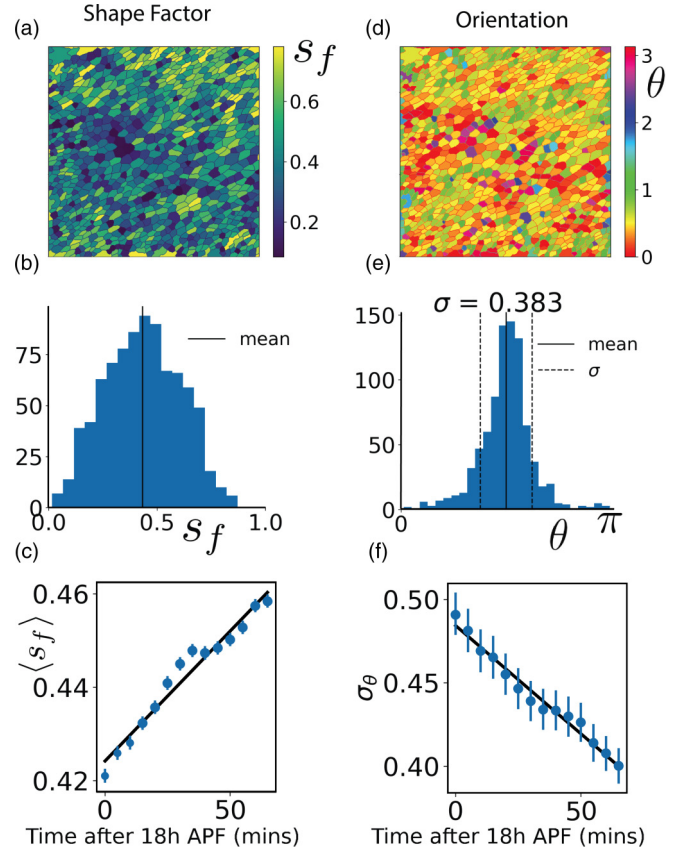 (a)
Shape Factor
s_f
0.6
0.4
0.2
(d)
Orientation
θ
3
2
1
0
(b)
75
50
25
0
0.0
0.5
1.0
s_f
mean
(e)
σ = 0.383
150
100
50
0
0
θ
π
mean
σ
(c)
⟨s_f⟩
0.46
0.44
0.42
0
50
Time after 18h APF (mins)
(f)
σ_θ
0.50
0.45
0.40
0
50
Time after 18h APF (mins)